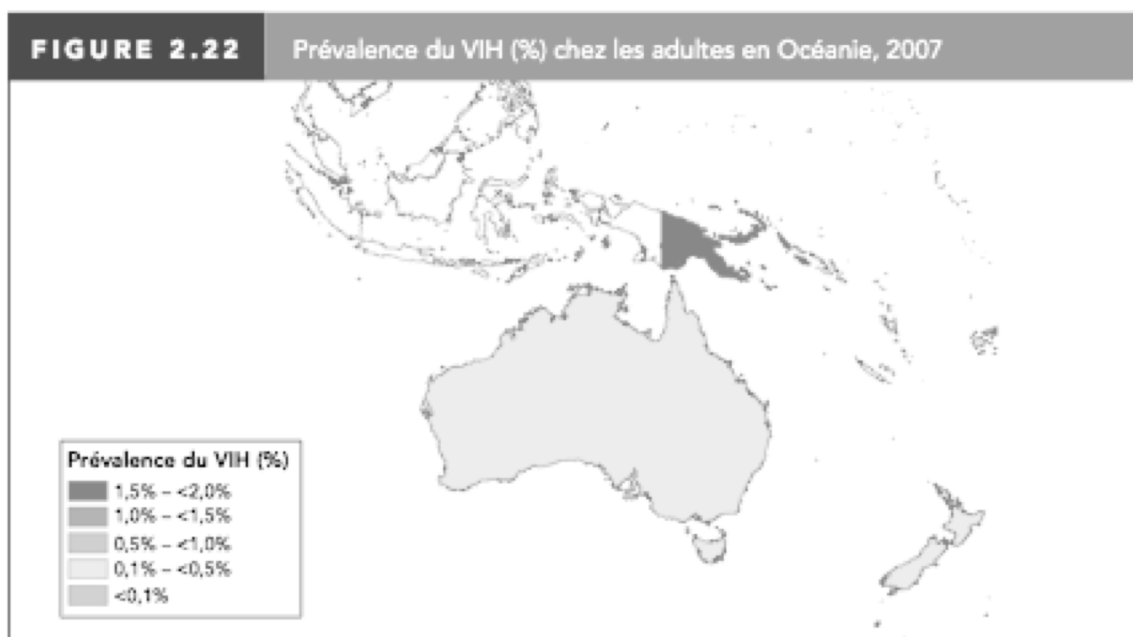 FIGURE 2.22
Prévalence du VIH (%) chez les adultes en Océanie, 2007
Prévalence du VIH (%)
1,5% – <2,0%
1,0% – <1,5%
0,5% – <1,0%
0,1% – <0,5%
<0,1%